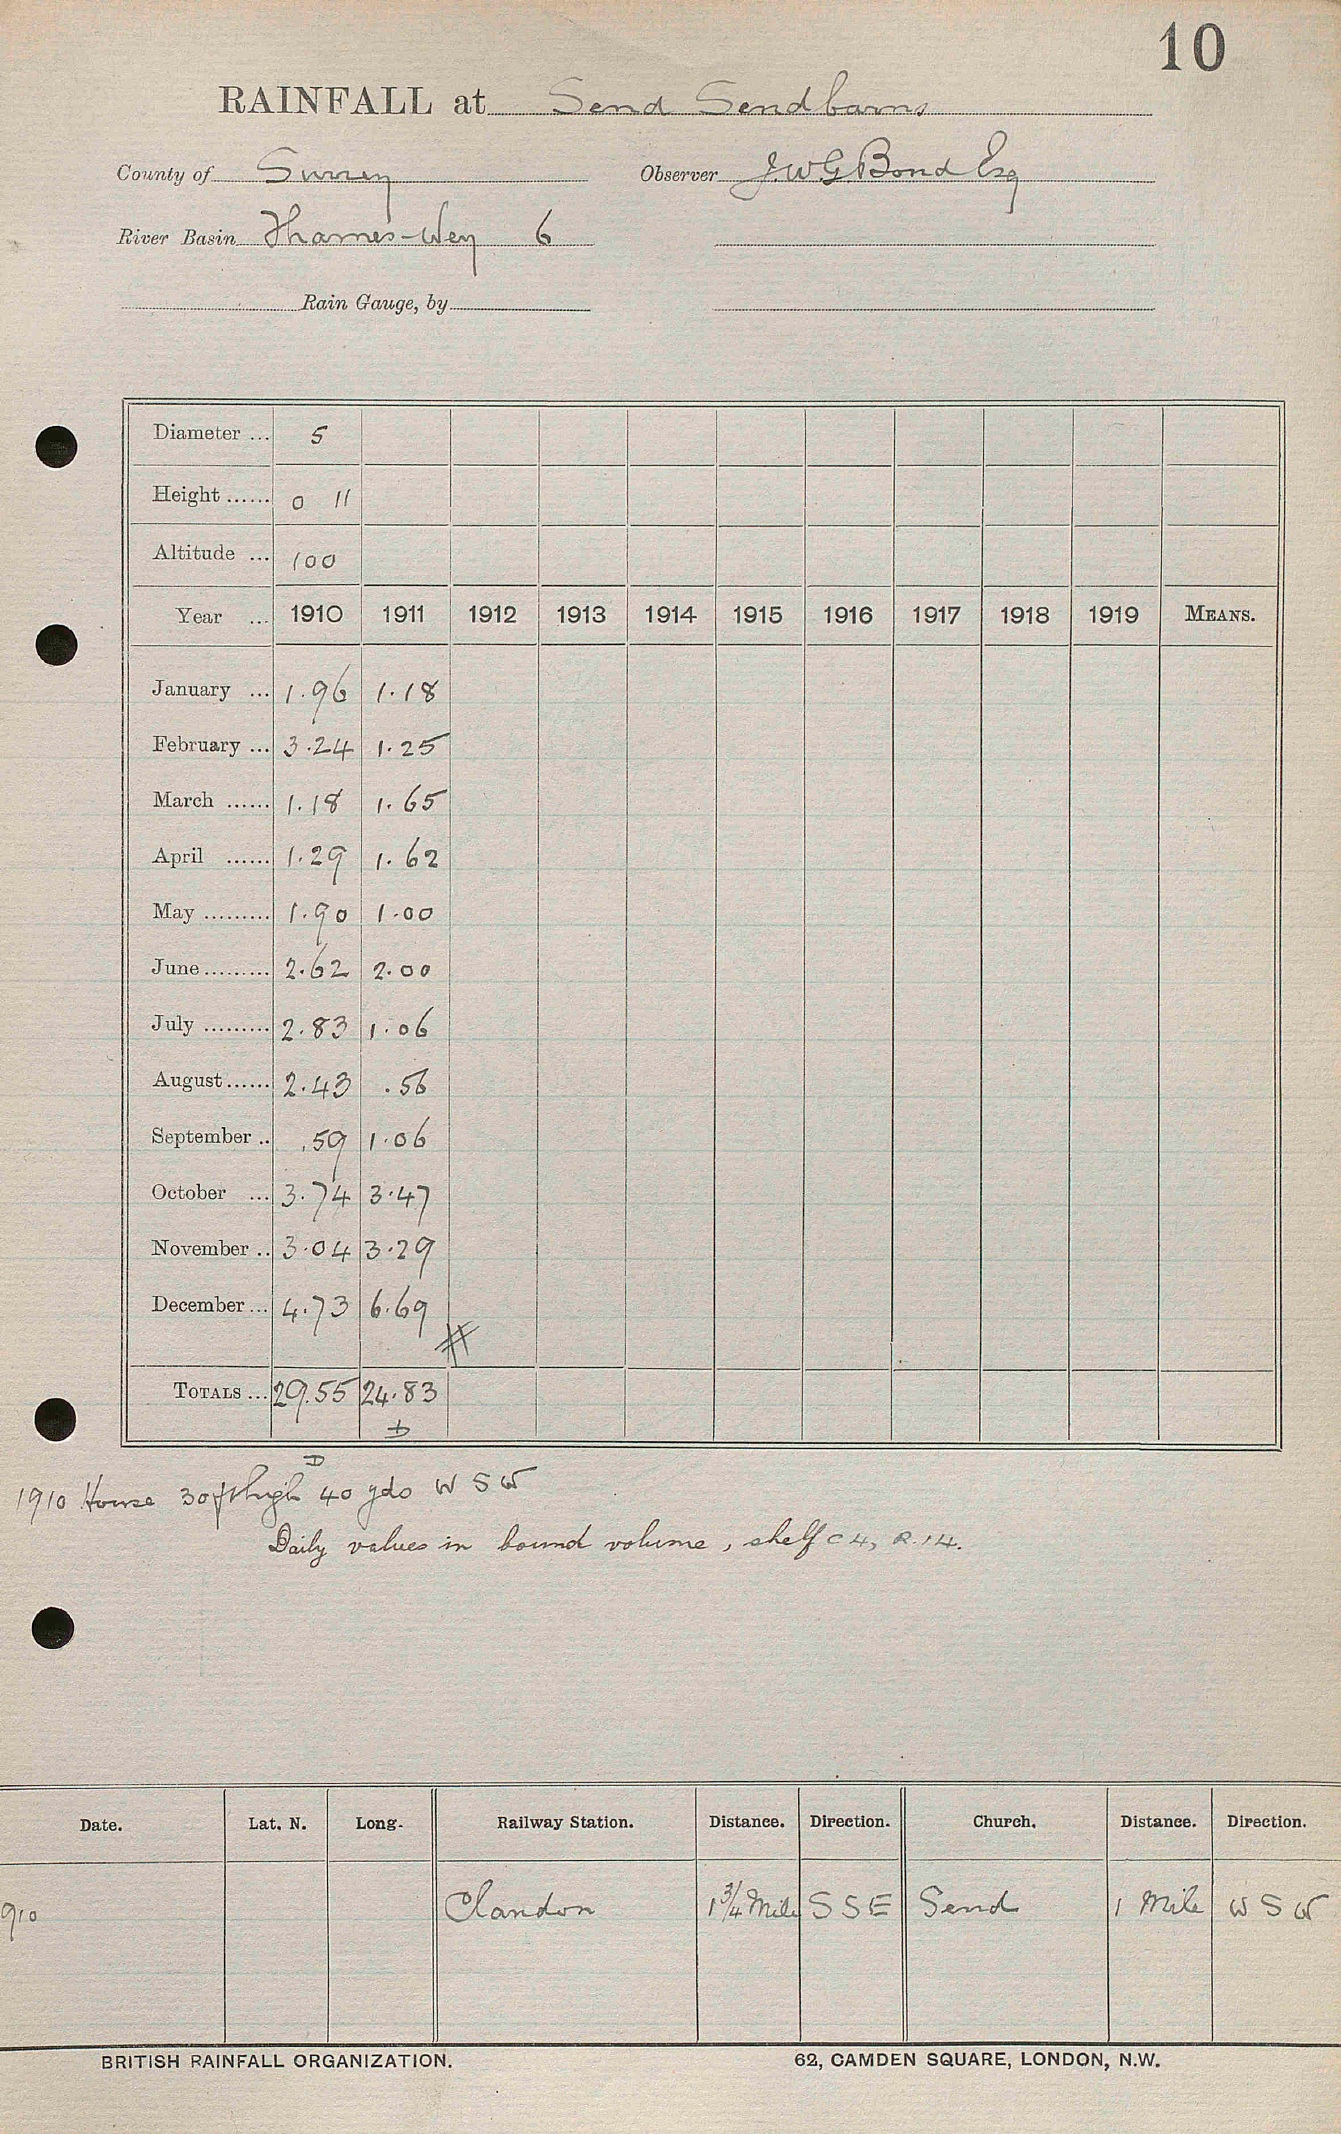 10
RAINFALL at Send Sendbarns
County of Surrey Observer J.W.G. Bond Esq
River Basin Thames-Wey 6
Rain Gauge, by
Diameter ... 5
Height ...... 0 11
Altitude ... 100
Year ... 1910 1911 1912 1913 1914 1915 1916 1917 1918 1919 MEANS.
January ... 1.96 1.18
February ... 3.24 1.25
March ...... 1.18 1.65
April ...... 1.29 1.62
May ......... 1.90 1.00
June ......... 2.62 2.00
July ......... 2.83 1.06
August ...... 2.43 .56
September .. .59 1.06
October ... 3.74 3.47
November .. 3.04 3.29
December ... 4.73 6.69
#
TOTALS ... 29.55 24.83
D
D
1910 House 30ft high 40 yds W S W
Daily values in bound volume, shelf C 4, R. 14.
Date. Lat. N. Long. Railway Station. Distance. Direction. Church. Distance. Direction.
910 Clandon 1 3/4 Mile S S E Send 1 Mile W S W
BRITISH RAINFALL ORGANIZATION. 62, CAMDEN SQUARE, LONDON, N.W.